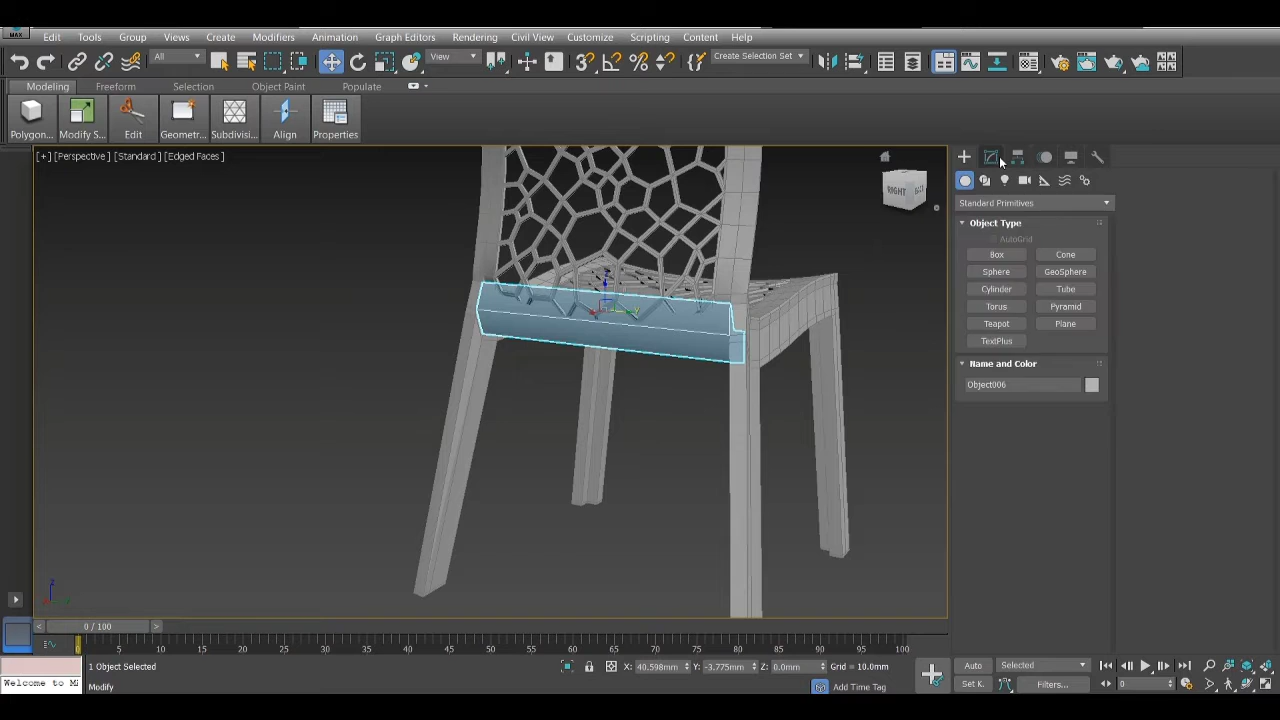 MAX
Edit Tools Group Views Create Modifiers Animation Graph Editors Rendering Civil View Customize Scripting Content Help
All View Create Selection Set
Modeling Freeform Selection Object Paint Populate
Polygon... Modify S... Edit Geometr... Subdivisi... Align Properties
[+] [Perspective] [Standard] [Edged Faces]
RIGHT
Standard Primitives
Object Type
AutoGrid
Box Cone
Sphere GeoSphere
Cylinder Tube
Torus Pyramid
Teapot Plane
TextPlus
Name and Color
Object006
0 / 100
0 5 10 15 20 25 30 35 40 45 50 55 60 65 70 75 80 85 90 95 100
1 Object Selected X: 40.598mm Y: -3.775mm Z: 0.0mm Grid = 10.0mm Auto Selected
Welcome to M Modify Add Time Tag Set K. Filters... 0